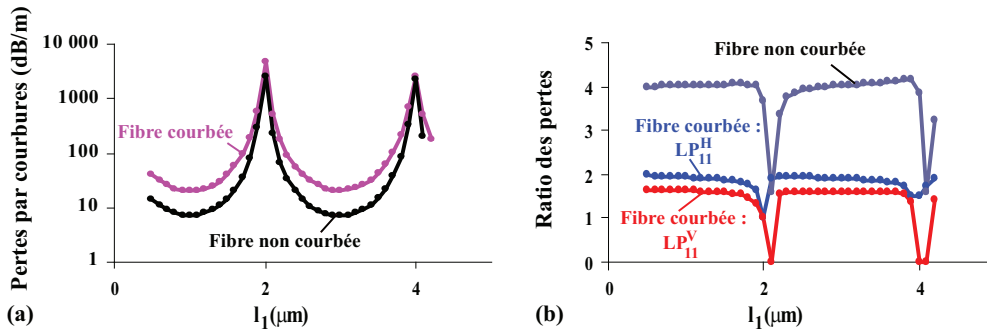 Pertes par courbures (dB/m)
10 000
1000
100
10
1
Fibre courbée
Fibre non courbée
0
2
4
l1(μm)
(a)
Ratio des pertes
5
4
3
2
1
0
Fibre non courbée
Fibre courbée :
LP11H
Fibre courbée :
LP11V
0
2
4
l1(μm)
(b)